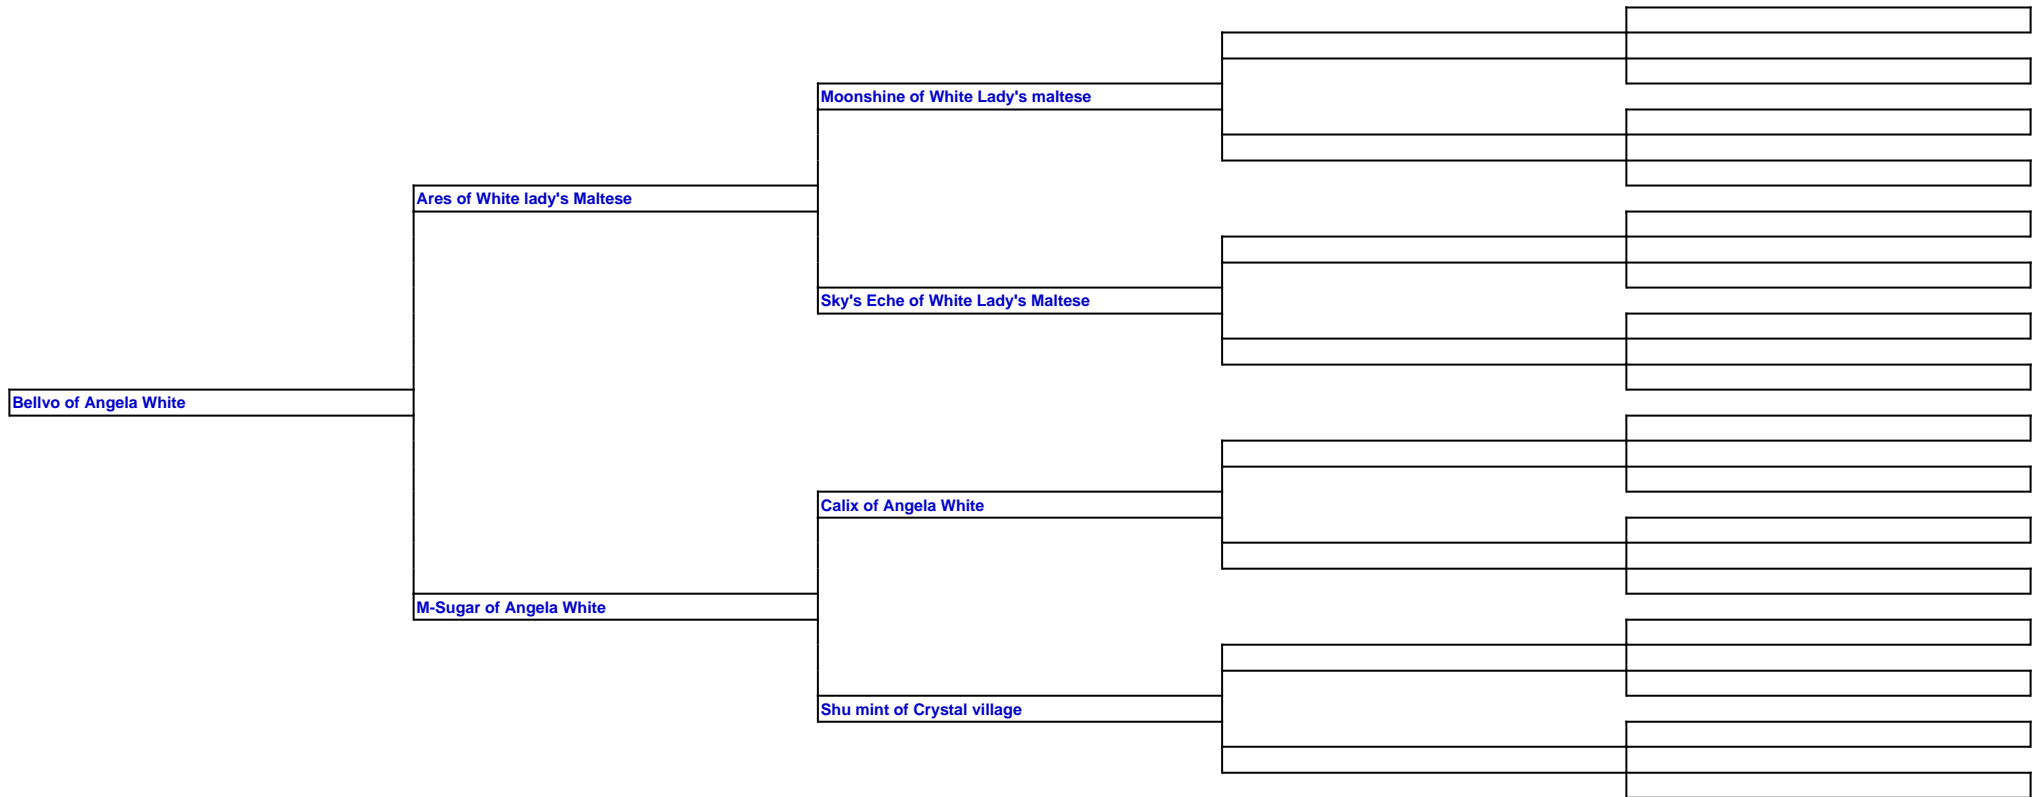 Moonshine of White Lady's maltese
Ares of White lady's Maltese
Sky's Eche of White Lady's Maltese
Bellvo of Angela White
Calix of Angela White
M-Sugar of Angela White
Shu mint of Crystal village